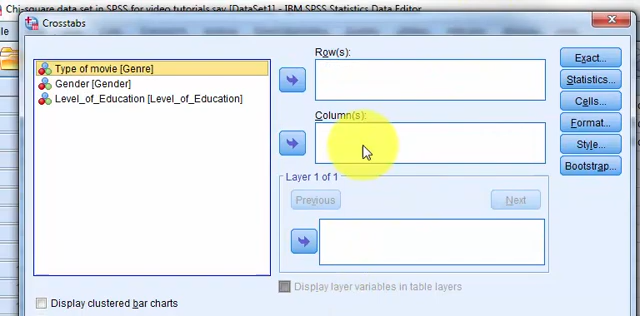 Chi-square data set in SPSS for video tutorials.sav [DataSet1] - IBM SPSS Statistics Data Editor
Crosstabs
Type of movie [Genre]
Gender [Gender]
Level_of_Education [Level_of_Education]
Display clustered bar charts
Row(s):
Column(s):
Layer 1 of 1
Previous
Next
Display layer variables in table layers
Exact...
Statistics...
Cells...
Format...
Style...
Bootstrap...